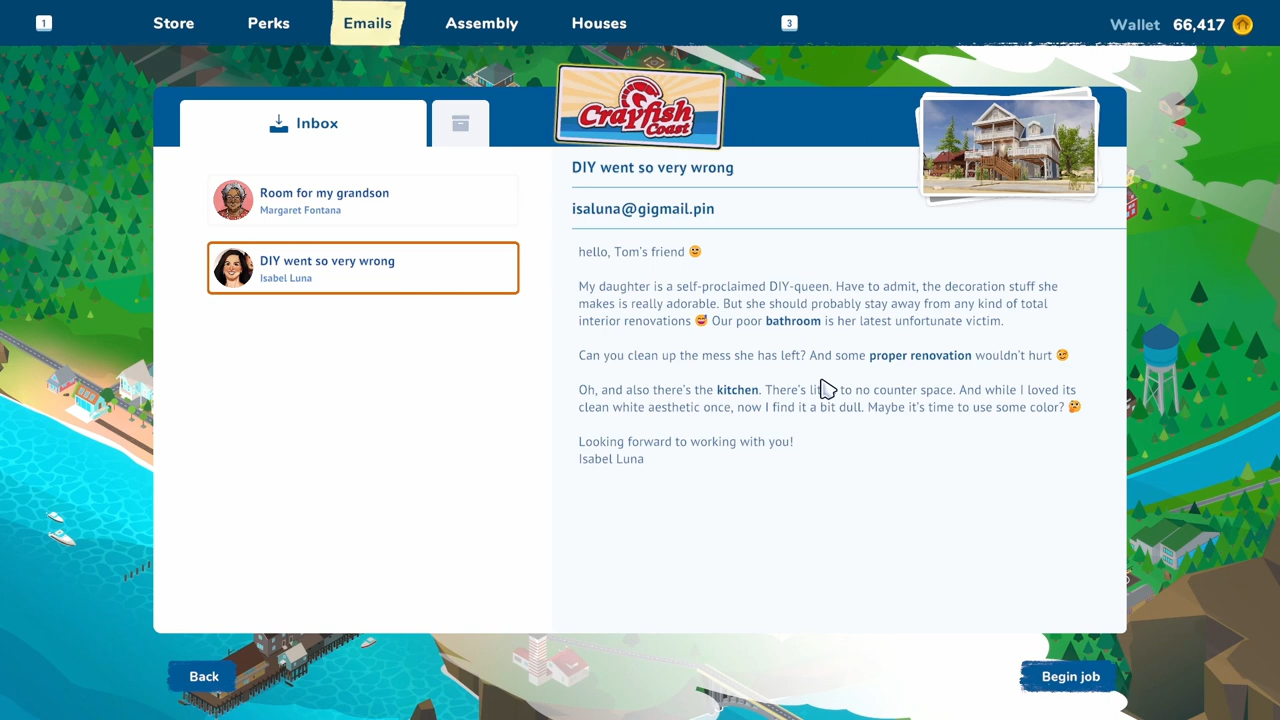 1
Store
Perks
Emails
Assembly
Houses
3
Wallet 66,417
Inbox
Crayfish
Coast
Room for my grandson
Margaret Fontana
DIY went so very wrong
Isabel Luna
DIY went so very wrong
isaluna@gigmail.pin
hello, Tom's friend
My daughter is a self-proclaimed DIY-queen. Have to admit, the decoration stuff she
makes is really adorable. But she should probably stay away from any kind of total
interior renovations 😅 Our poor bathroom is her latest unfortunate victim.
Can you clean up the mess she has left? And some proper renovation wouldn't hurt 😉
Oh, and also there's the kitchen. There's to no counter space. And while I loved its
clean white aesthetic once, now I find it a bit dull. Maybe it's time to use some color? 🤔
Looking forward to working with you!
Isabel Luna
Back
Begin job